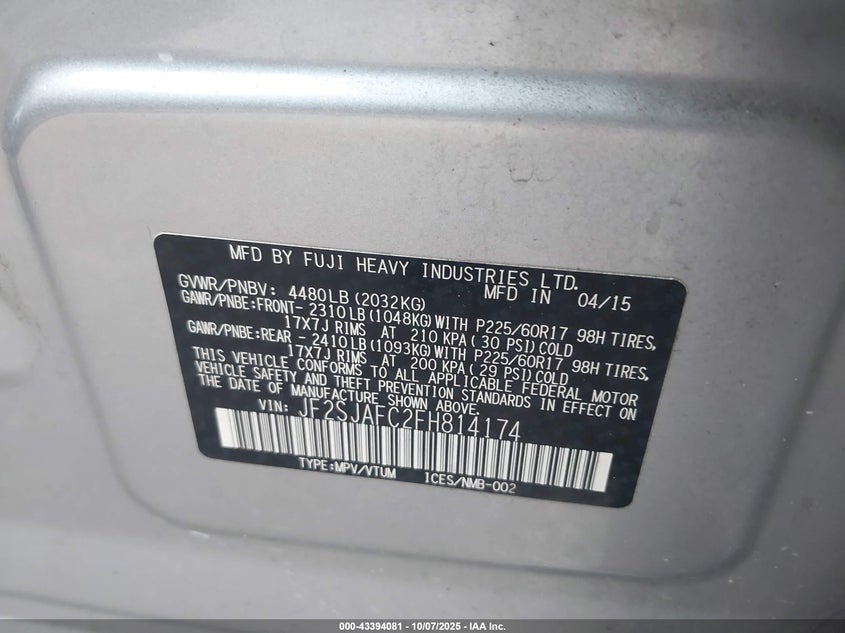 MFD BY FUJI HEAVY INDUSTRIES LTD.
GVWR/PNBV: 4480LB(2032KG) MFD IN 04/15
GAWR/PNBE:FRONT- 2310LB(1048KG)WITH P225/60R17 98H TIRES,
17X7J RIMS AT 210 KPA(30 PSI)COLD
GAWR/PNBE:REAR - 2410LB(1093KG)WITH P225/60R17 98H TIRES,
17X7J RIMS AT 200 KPA(29 PSI)COLD
THIS VEHICLE CONFORMS TO ALL APPLICABLE FEDERAL MOTOR
VEHICLE SAFETY AND THEFT PREVENTION STANDARDS IN EFFECT ON
THE DATE OF MANUFACTURE SHOWN ABOVE.
VIN: JF2SJAFC2FH814174
TYPE:MPV/VTUM ICES/NMB-002
000-43394081 - 10/07/2025 - IAA Inc.